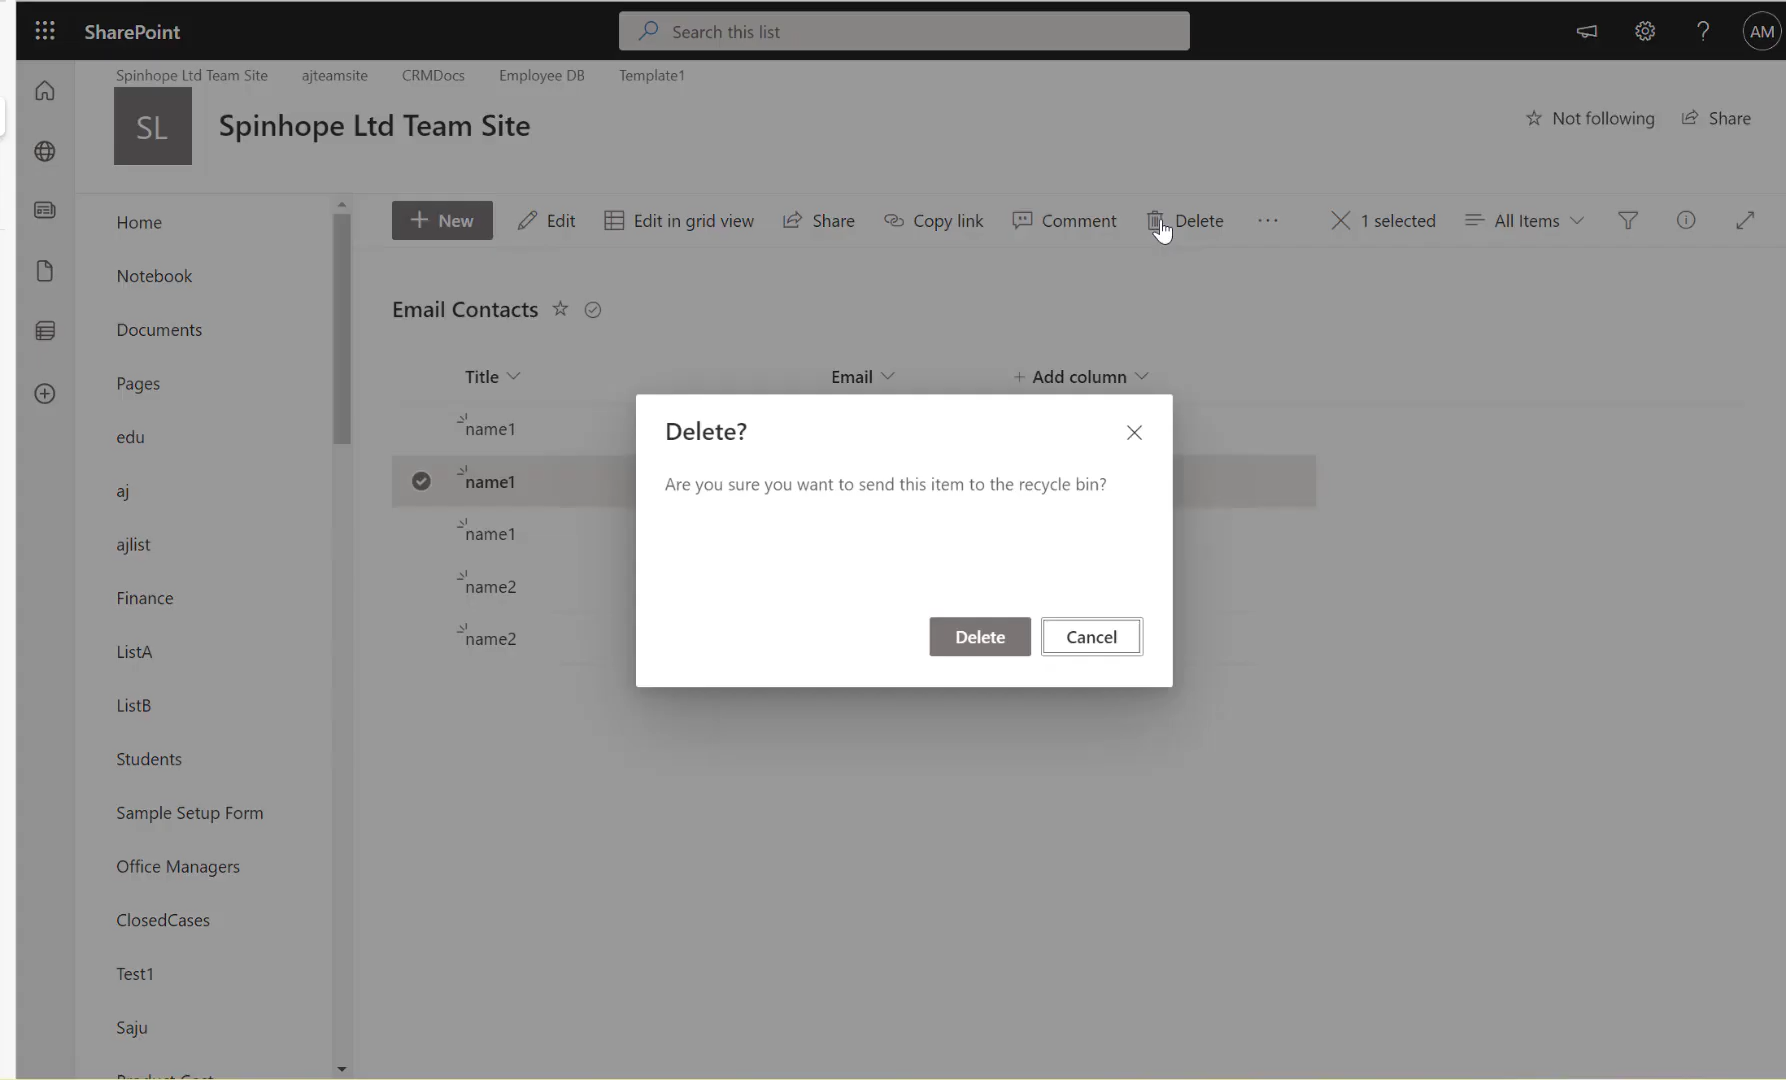 SharePoint
Search this list
AM
Spinhope Ltd Team Site
ajteamsite
CRMDocs
Employee DB
Template1
SL
Spinhope Ltd Team Site
Not following
Share
Home
Notebook
Documents
Pages
edu
aj
ajlist
Finance
ListA
ListB
Students
Sample Setup Form
Office Managers
ClosedCases
Test1
Saju
+ New
Edit
Edit in grid view
Share
Copy link
Comment
Delete
···
1 selected
All Items
Email Contacts
Title
Email
+ Add column
name1
name1
name1
name2
name2
Delete?
Are you sure you want to send this item to the recycle bin?
Delete
Cancel